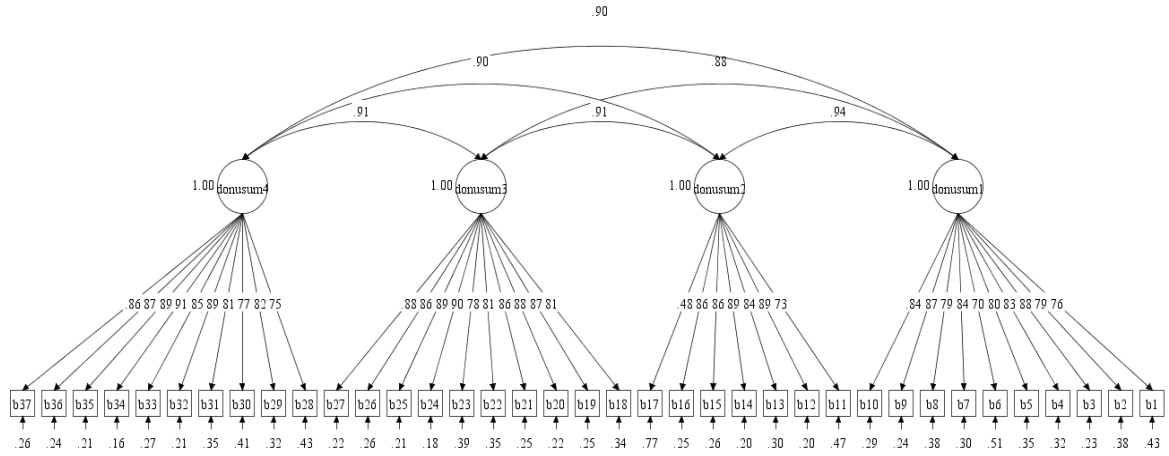 .90
.90 .88
.91 .91 .94
1.00 donusum4 1.00 donusum3 1.00 donusum2 1.00 donusum1
.86 87 89 91 85 89 81 77 82 75 .88 86 89 90 78 81 86 88 87 81 .48 86 86 89 84 89 73 .84 87 79 84 70 80 83 88 79 76
b37 b36 b35 b34 b33 b32 b31 b30 b29 b28 b27 b26 b25 b24 b23 b22 b21 b20 b19 b18 b17 b16 b15 b14 b13 b12 b11 b10 b9 b8 b7 b6 b5 b4 b3 b2 b1
.26 .24 .21 .16 .27 .21 .35 .41 .32 .43 .22 .26 .21 .18 .39 .35 .25 .22 .25 .34 .77 .25 .26 .20 .30 .20 .47 .29 .24 .38 .30 .51 .35 .32 .23 .38 .43